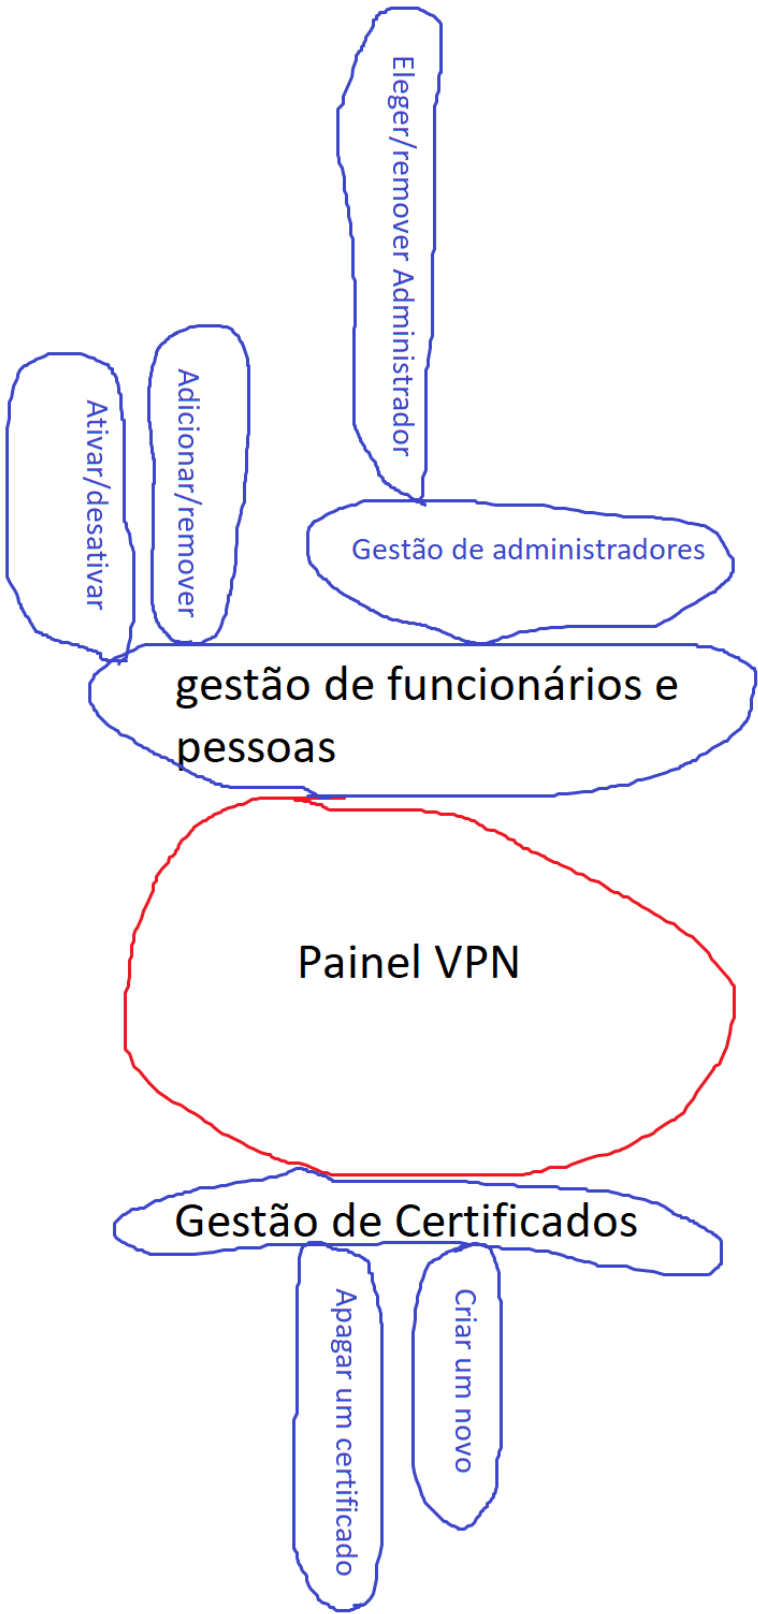 Eleger/remover Administrador
Ativar/desativar
Adicionar/remover
Gestão de administradores
gestão de funcionários e
pessoas
Painel VPN
Gestão de Certificados
Apagar um certificado
Criar um novo